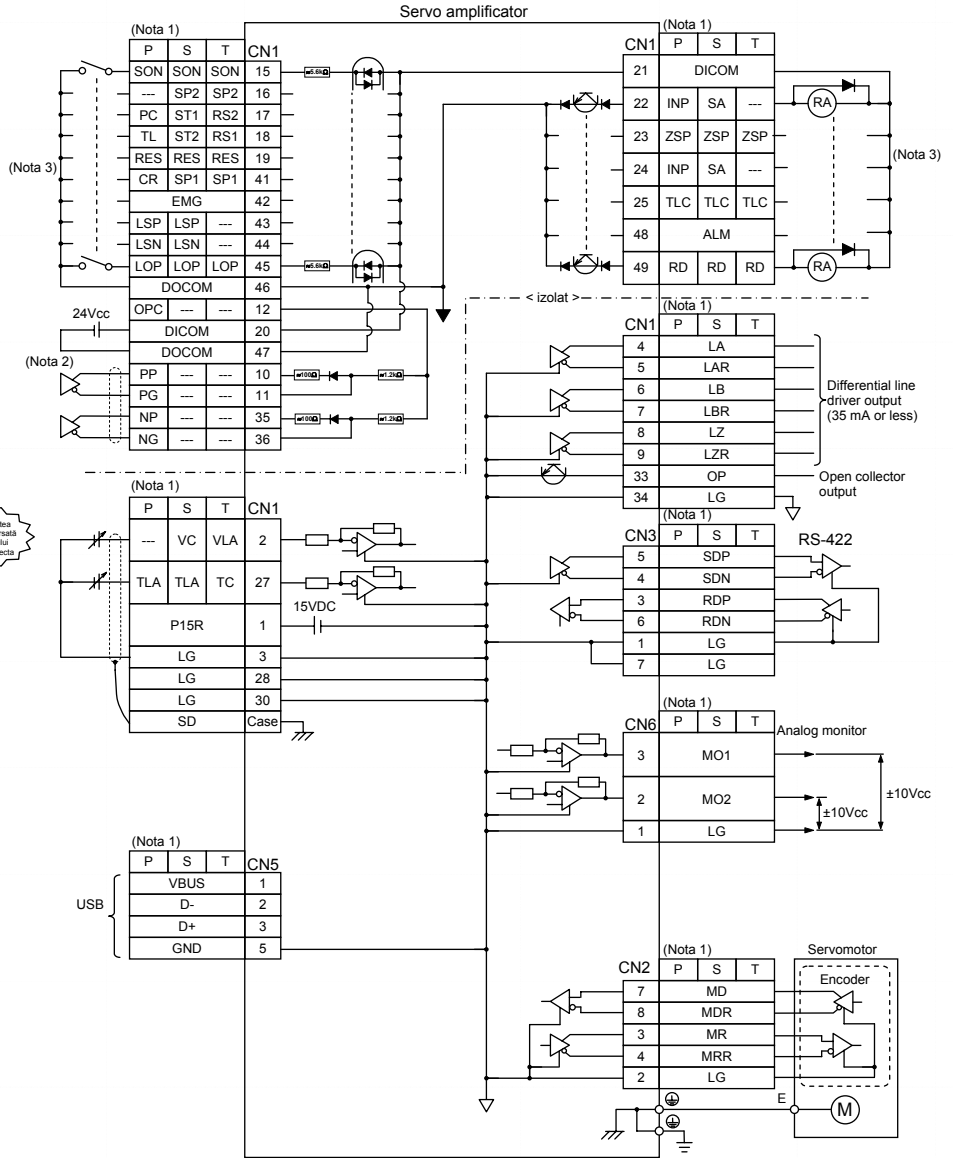 Servo amplificator
(Nota 1)
P S T CN1
SON SON SON 15 ≈5.6kΩ
--- SP2 SP2 16
PC ST1 RS2 17
TL ST2 RS1 18
RES RES RES 19
CR SP1 SP1 41
EMG 42
LSP LSP --- 43
LSN LSN --- 44
LOP LOP LOP 45 ≈5.6kΩ
DOCOM 46
OPC --- --- 12
DICOM 20
DOCOM 47
PP --- --- 10 ≈100Ω ≈1.2kΩ
PG --- --- 11
NP --- --- 35 ≈100Ω ≈1.2kΩ
NG --- --- 36
(Nota 3)
24Vcc
(Nota 2)
(Nota 1)
CN1 P S T
21 DICOM
22 INP SA --- RA
23 ZSP ZSP ZSP
24 INP SA ---
25 TLC TLC TLC
48 ALM
49 RD RD RD RA
(Nota 3)
< izolat >
(Nota 1)
CN1 P S T
4 LA
5 LAR
6 LB
7 LBR
8 LZ
9 LZR
33 OP
34 LG
Differential line
driver output
(35 mA or less)
Open collector
output
(Nota 1)
P S T CN1
--- VC VLA 2
TLA TLA TC 27
P15R 1
LG 3
LG 28
LG 30
SD Case
15VDC
tea
rsată
lui
ecta
(Nota 1)
CN3 P S T
5 SDP
4 SDN
3 RDP
6 RDN
1 LG
7 LG
RS-422
(Nota 1)
CN6 P S T
3 MO1
2 MO2
1 LG
Analog monitor
±10Vcc
±10Vcc
(Nota 1)
P S T CN5
VBUS 1
D- 2
D+ 3
GND 5
USB
(Nota 1)
CN2 P S T
7 MD
8 MDR
3 MR
4 MRR
2 LG
Servomotor
Encoder
E
M